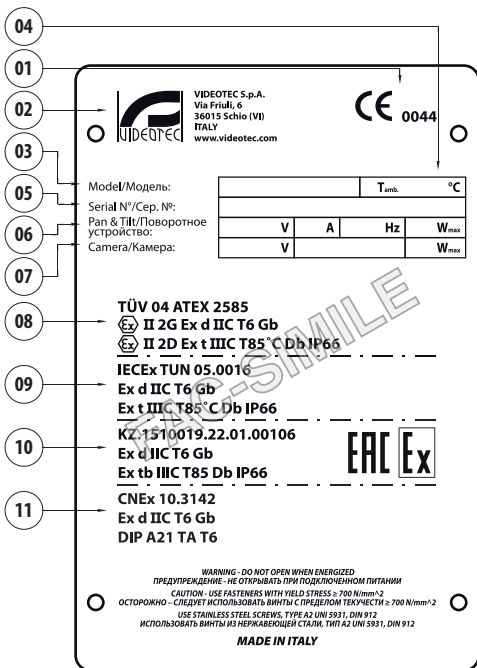 04
01
02
03
05
06
07
08
09
10
11
VIDEOTEC
VIDEOTEC S.p.A.
Via Friuli, 6
36015 Schio (VI)
ITALY
www.videotec.com
CE 0044
Model/Модель: Tamb. °C
Serial N°/Сер. №:
Pan & Tilt/Поворотное
устройство: V A Hz Wmax
Camera/Камера: V Wmax
TÜV 04 ATEX 2585
Ex II 2G Ex d IIC T6 Gb
Ex II 2D Ex t IIIC T85°C Db IP66
IECEx TUN 05.0016
Ex d IIC T6 Gb
Ex t IIIC T85°C Db IP66
KZ.1510019.22.01.00106
Ex d IIC T6 Gb
Ex tb IIIC T85 Db IP66
EAC Ex
CNEx 10.3142
Ex d IIC T6 Gb
DIP A21 TA T6
FAC-SIMILE
WARNING - DO NOT OPEN WHEN ENERGIZED
ПРЕДУПРЕЖДЕНИЕ - НЕ ОТКРЫВАТЬ ПРИ ПОДКЛЮЧЕННОМ ПИТАНИИ
CAUTION - USE FASTENERS WITH YIELD STRESS ≥ 700 N/mm^2
ОСТОРОЖНО – СЛЕДУЕТ ИСПОЛЬЗОВАТЬ ВИНТЫ С ПРЕДЕЛОМ ТЕКУЧЕСТИ ≥ 700 N/mm^2
USE STAINLESS STEEL SCREWS, TYPE A2 UNI 5931, DIN 912
ИСПОЛЬЗОВАТЬ ВИНТЫ ИЗ НЕРЖАВЕЮЩЕЙ СТАЛИ, ТИП A2 UNI 5931, DIN 912
MADE IN ITALY